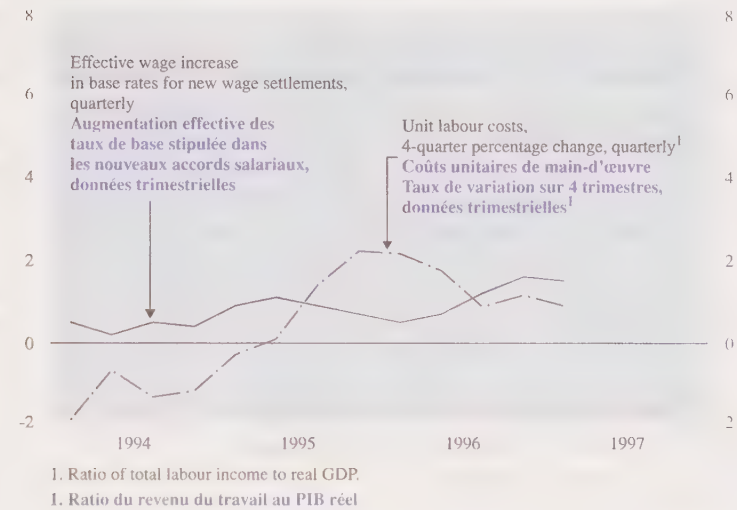 8 8
Effective wage increase
in base rates for new wage settlements,
quarterly
Augmentation effective des
taux de base stipulée dans
les nouveaux accords salariaux,
données trimestrielles
6 6
Unit labour costs,
4-quarter percentage change, quarterly1
Coûts unitaires de main-d'œuvre
Taux de variation sur 4 trimestres,
données trimestrielles1
4 4
2 2
0 0
-2 2
1994 1995 1996 1997
1. Ratio of total labour income to real GDP.
1. Ratio du revenu du travail au PIB réel